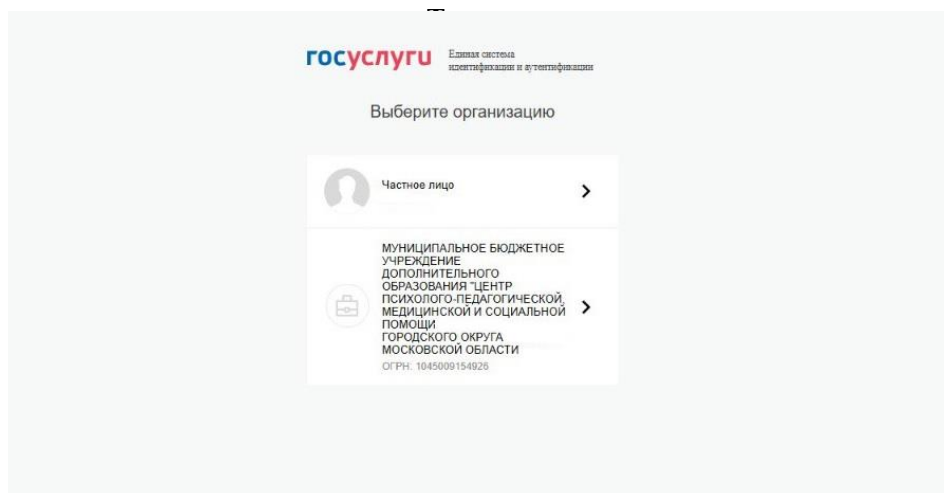 госуслуги
Единая система
идентификации и аутентификации
Выберите организацию
Частное лицо
МУНИЦИПАЛЬНОЕ БЮДЖЕТНОЕ
УЧРЕЖДЕНИЕ
ДОПОЛНИТЕЛЬНОГО
ОБРАЗОВАНИЯ "ЦЕНТР
ПСИХОЛОГО-ПЕДАГОГИЧЕСКОЙ,
МЕДИЦИНСКОЙ И СОЦИАЛЬНОЙ
ПОМОЩИ
ГОРОДСКОГО ОКРУГА
МОСКОВСКОЙ ОБЛАСТИ
ОГРН: 1045009154926